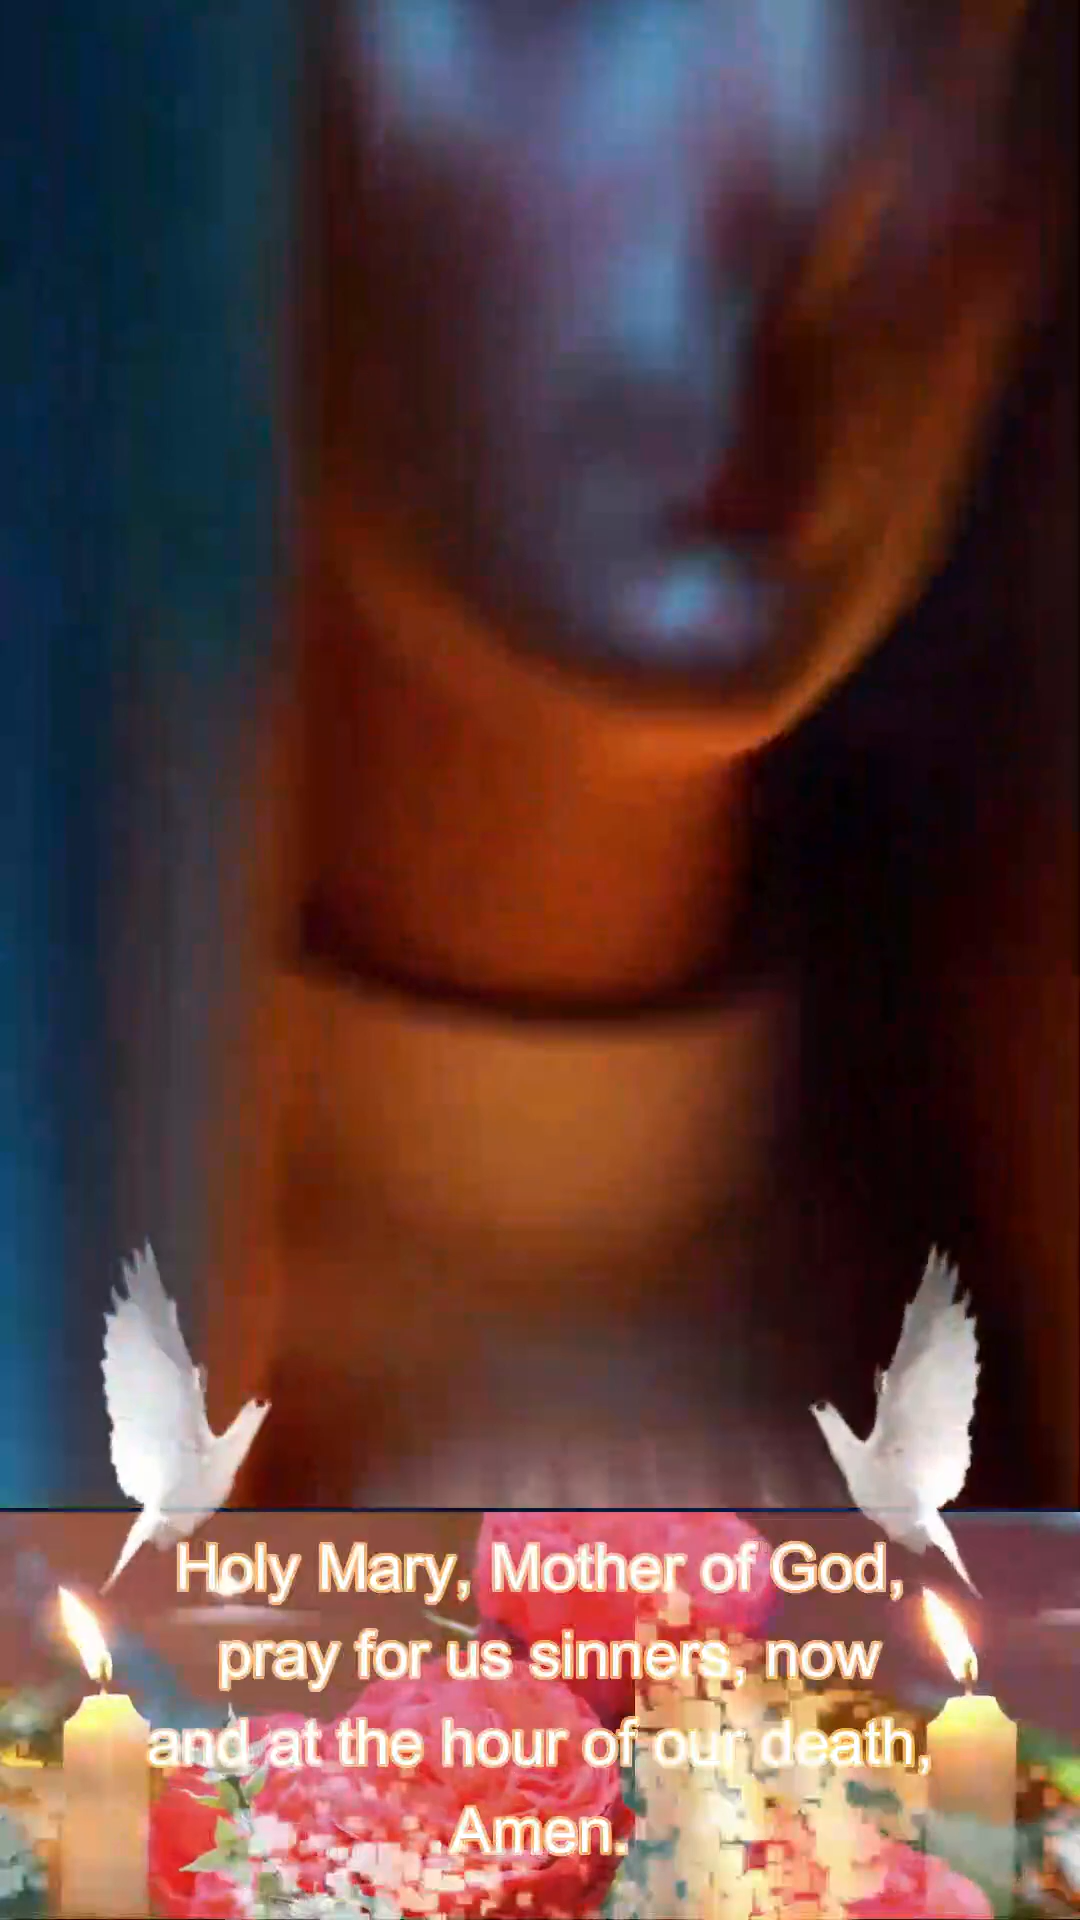 Holy Mary, Mother of God,
pray for us sinners, now
and at the hour of our death,
.Amen.